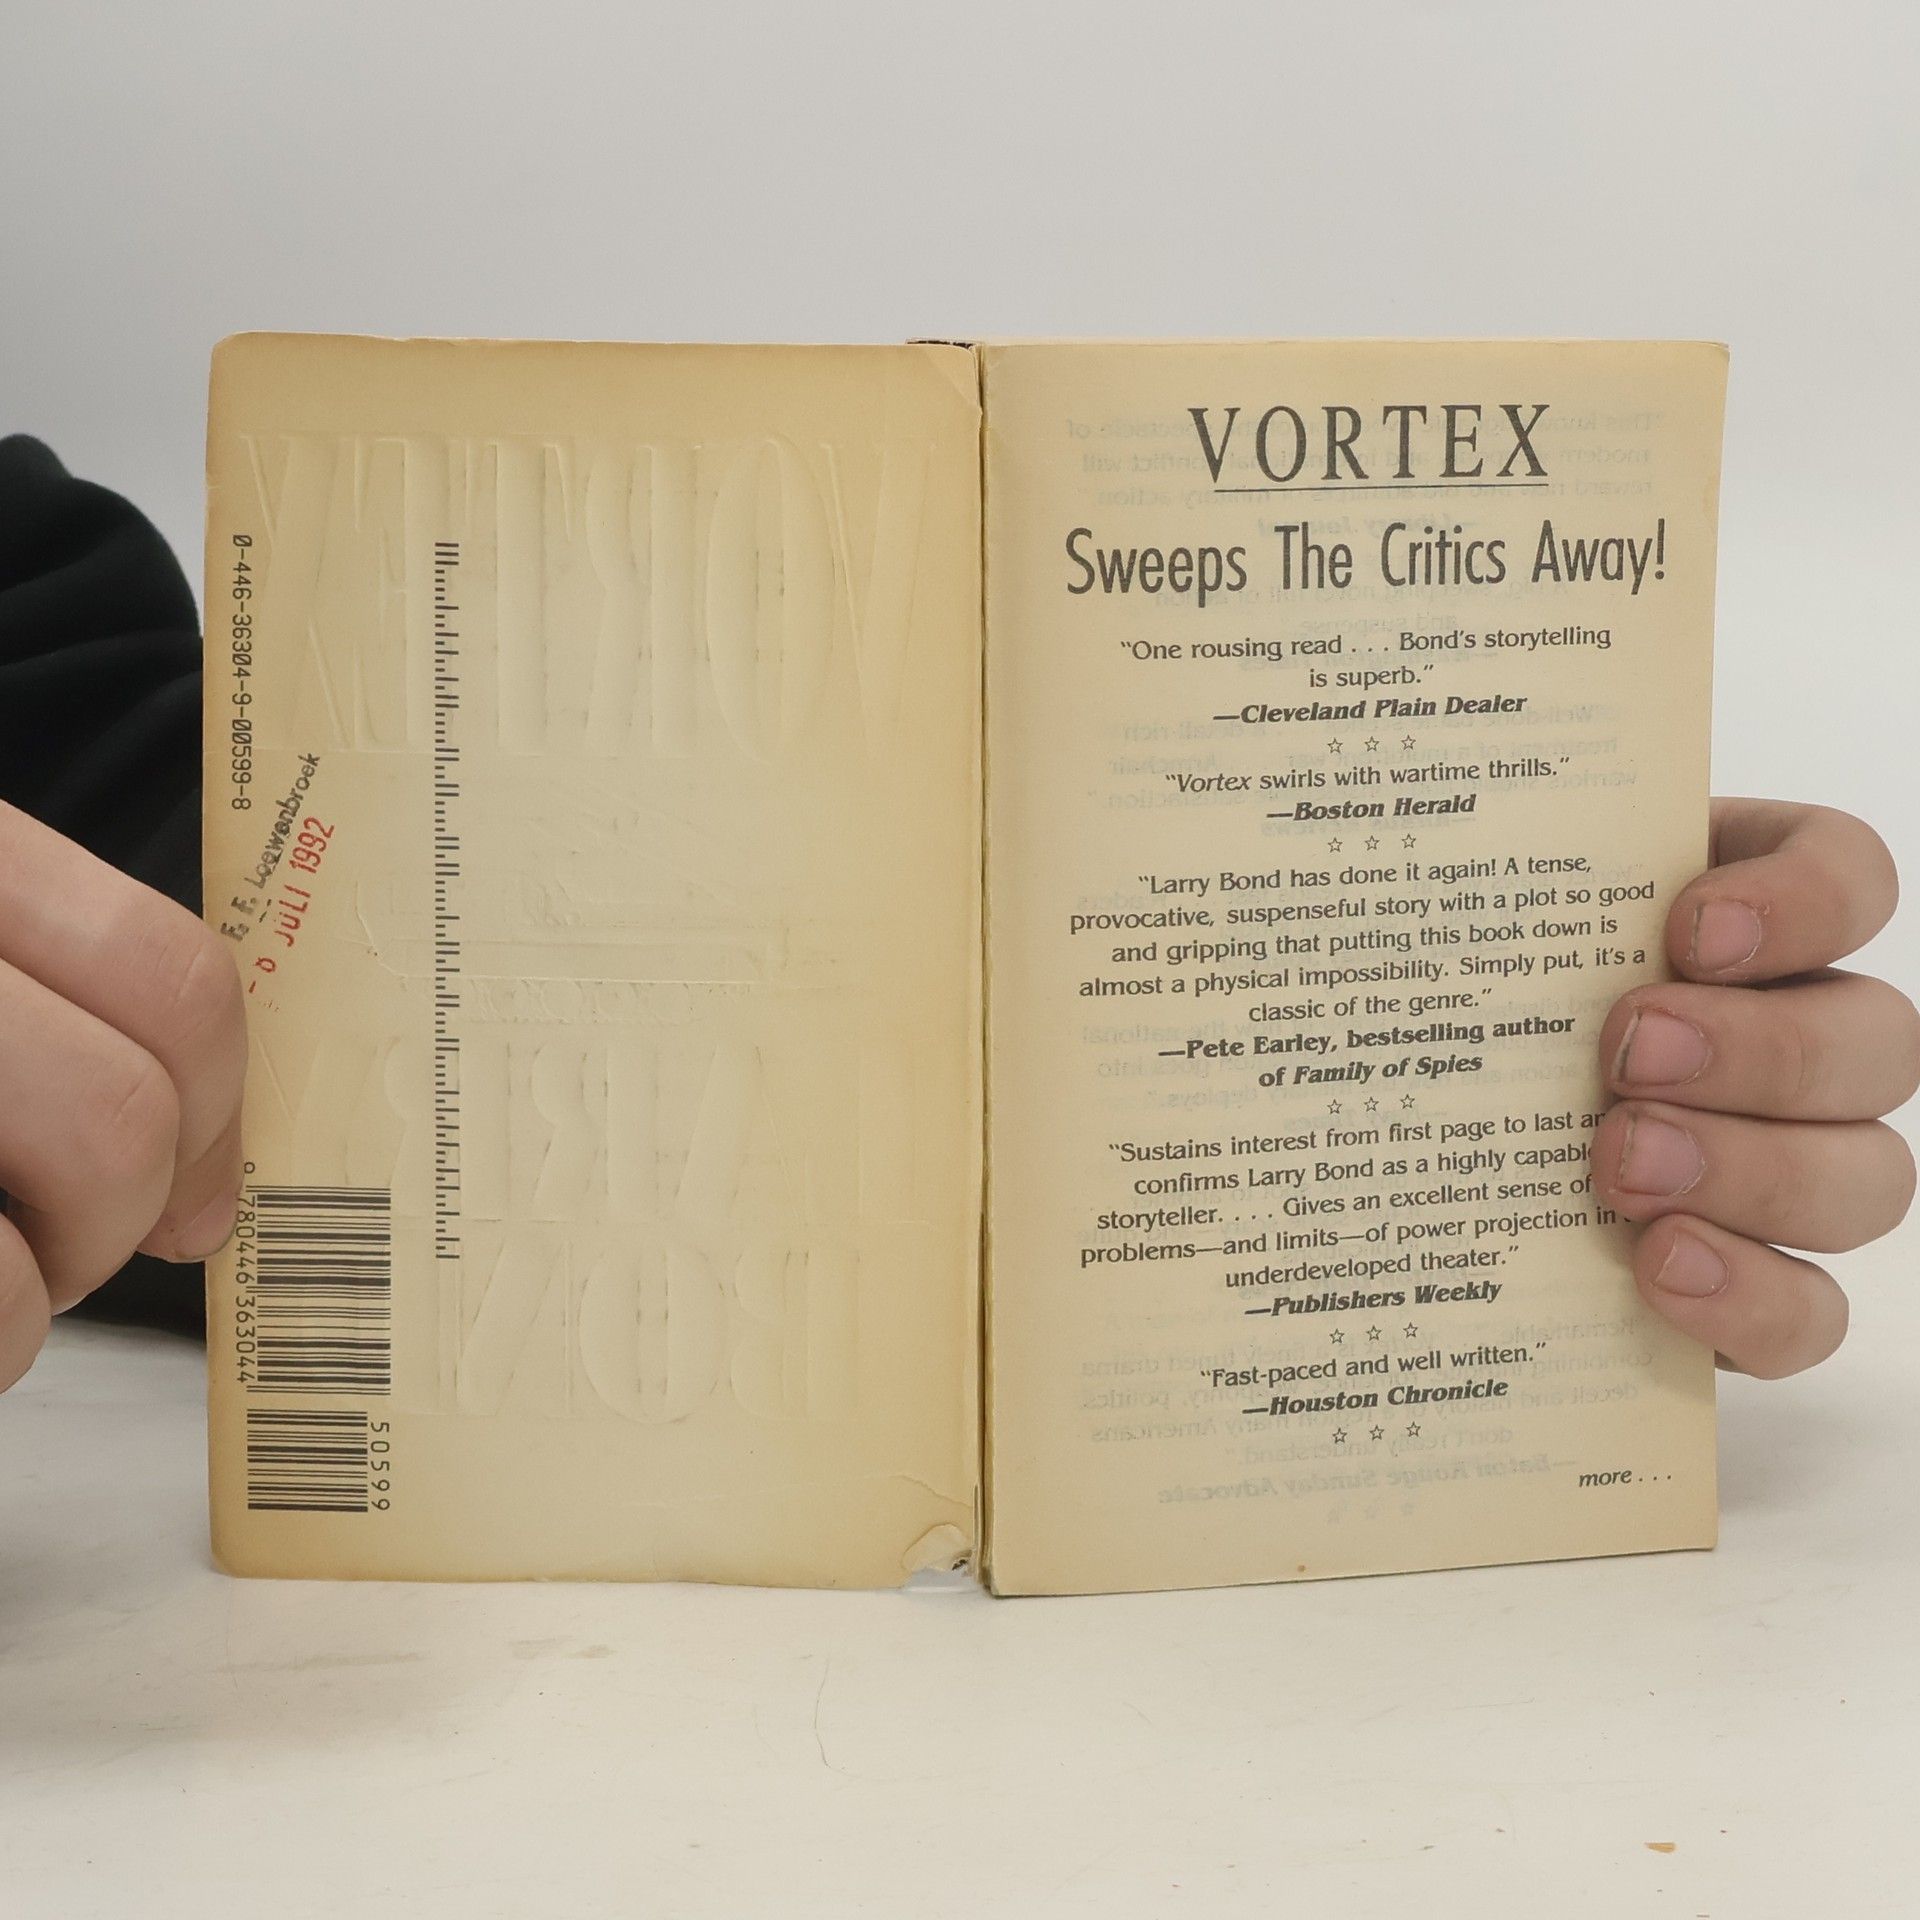 0-446-36304-9-00599-8
F. F. Loewenbroek
- 0 JULI 1992
9 780446 363044
50599
VORTEX
Sweeps The Critics Away!
“One rousing read . . . Bond’s storytelling
is superb.”
—Cleveland Plain Dealer
☆ ☆ ☆
“Vortex swirls with wartime thrills.”
—Boston Herald
☆ ☆ ☆
“Larry Bond has done it again! A tense,
provocative, suspenseful story with a plot so good
and gripping that putting this book down is
almost a physical impossibility. Simply put, it’s a
classic of the genre.”
—Pete Earley, bestselling author
of Family of Spies
☆ ☆ ☆
“Sustains interest from first page to last
confirms Larry Bond as a highly
storyteller. . . . Gives an excellent sense of
problems—and limits—of power projection in
underdeveloped theater.”
—Publishers Weekly
☆ ☆ ☆
“Fast-paced and well written.”
—Houston Chronicle
☆ ☆ ☆
more . . .